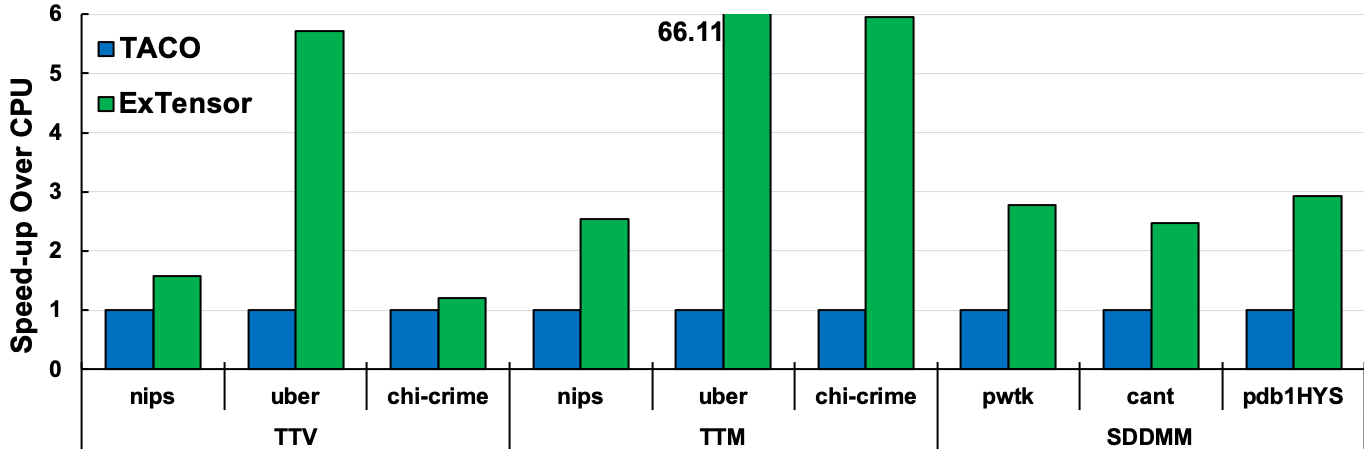 Speed-up Over CPU
6
5
4
3
2
1
0
TACO
ExTensor
66.11
nips uber chi-crime nips uber chi-crime pwtk cant pdb1HYS
TTV TTM SDDMM